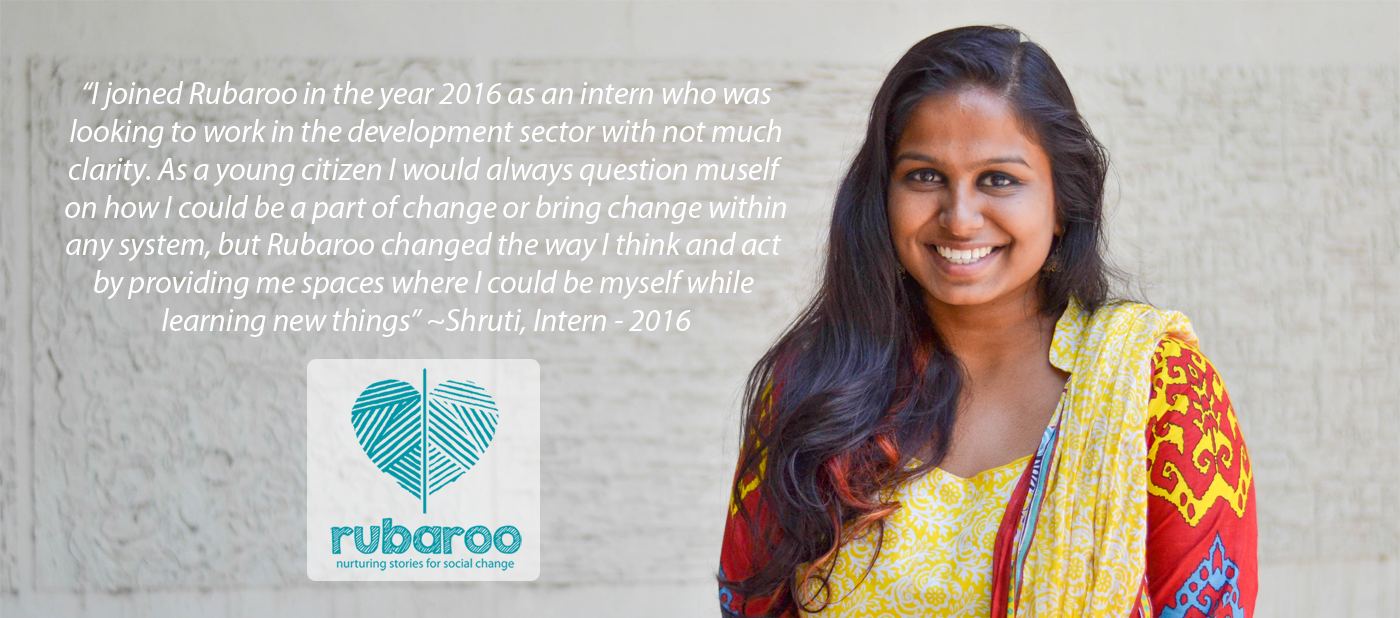 “I joined Rubaroo in the year 2016 as an intern who was
looking to work in the development sector with not much
clarity. As a young citizen I would always question muself
on how I could be a part of change or bring change within
any system, but Rubaroo changed the way I think and act
by providing me spaces where I could be myself while
learning new things” ~Shruti, Intern - 2016
rubaroo
nurturing stories for social change